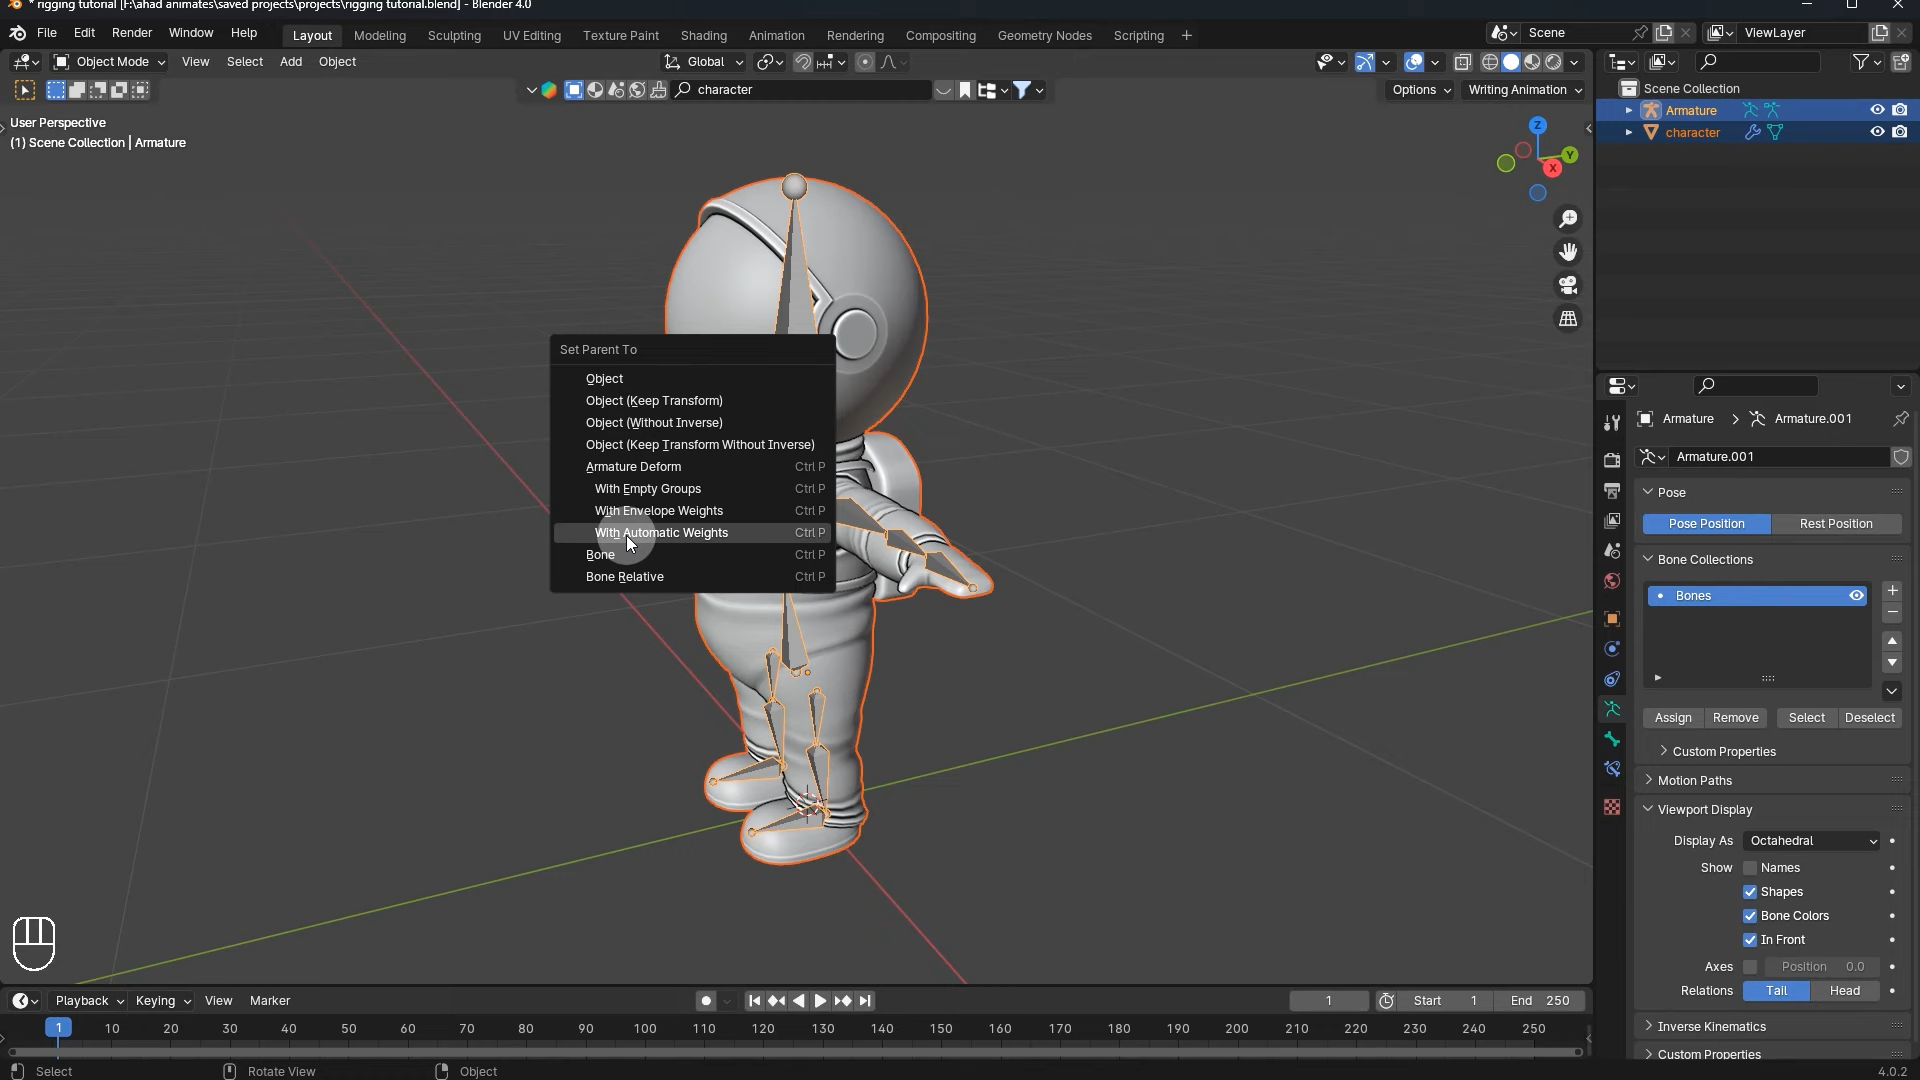 * rigging tutorial [F:\ahad animates\saved projects\projects\rigging tutorial.blend] - Blender 4.0
File Edit Render Window Help Layout Modeling Sculpting UV Editing Texture Paint Shading Animation Rendering Compositing Geometry Nodes Scripting + Scene ViewLayer
Object Mode View Select Add Object Global
character Options Writing Animation
User Perspective
(1) Scene Collection | Armature
Z
Y
X
Scene Collection
Armature
character
Set Parent To
Object
Object (Keep Transform)
Object (Without Inverse)
Object (Keep Transform Without Inverse)
Armature Deform Ctrl P
With Empty Groups Ctrl P
With Envelope Weights Ctrl P
With Automatic Weights Ctrl P
Bone Ctrl P
Bone Relative Ctrl P
Armature > Armature.001
Armature.001
Pose
Pose Position Rest Position
Bone Collections
Bones
Assign Remove Select Deselect
Custom Properties
Motion Paths
Viewport Display
Display As Octahedral
Show Names
Shapes
Bone Colors
In Front
Axes Position 0.0
Relations Tail Head
Inverse Kinematics
Custom Properties
Playback Keying View Marker 1 Start 1 End 250
1 10 20 30 40 50 60 70 80 90 100 110 120 130 140 150 160 170 180 190 200 210 220 230 240 250
Select Rotate View Object 4.0.2